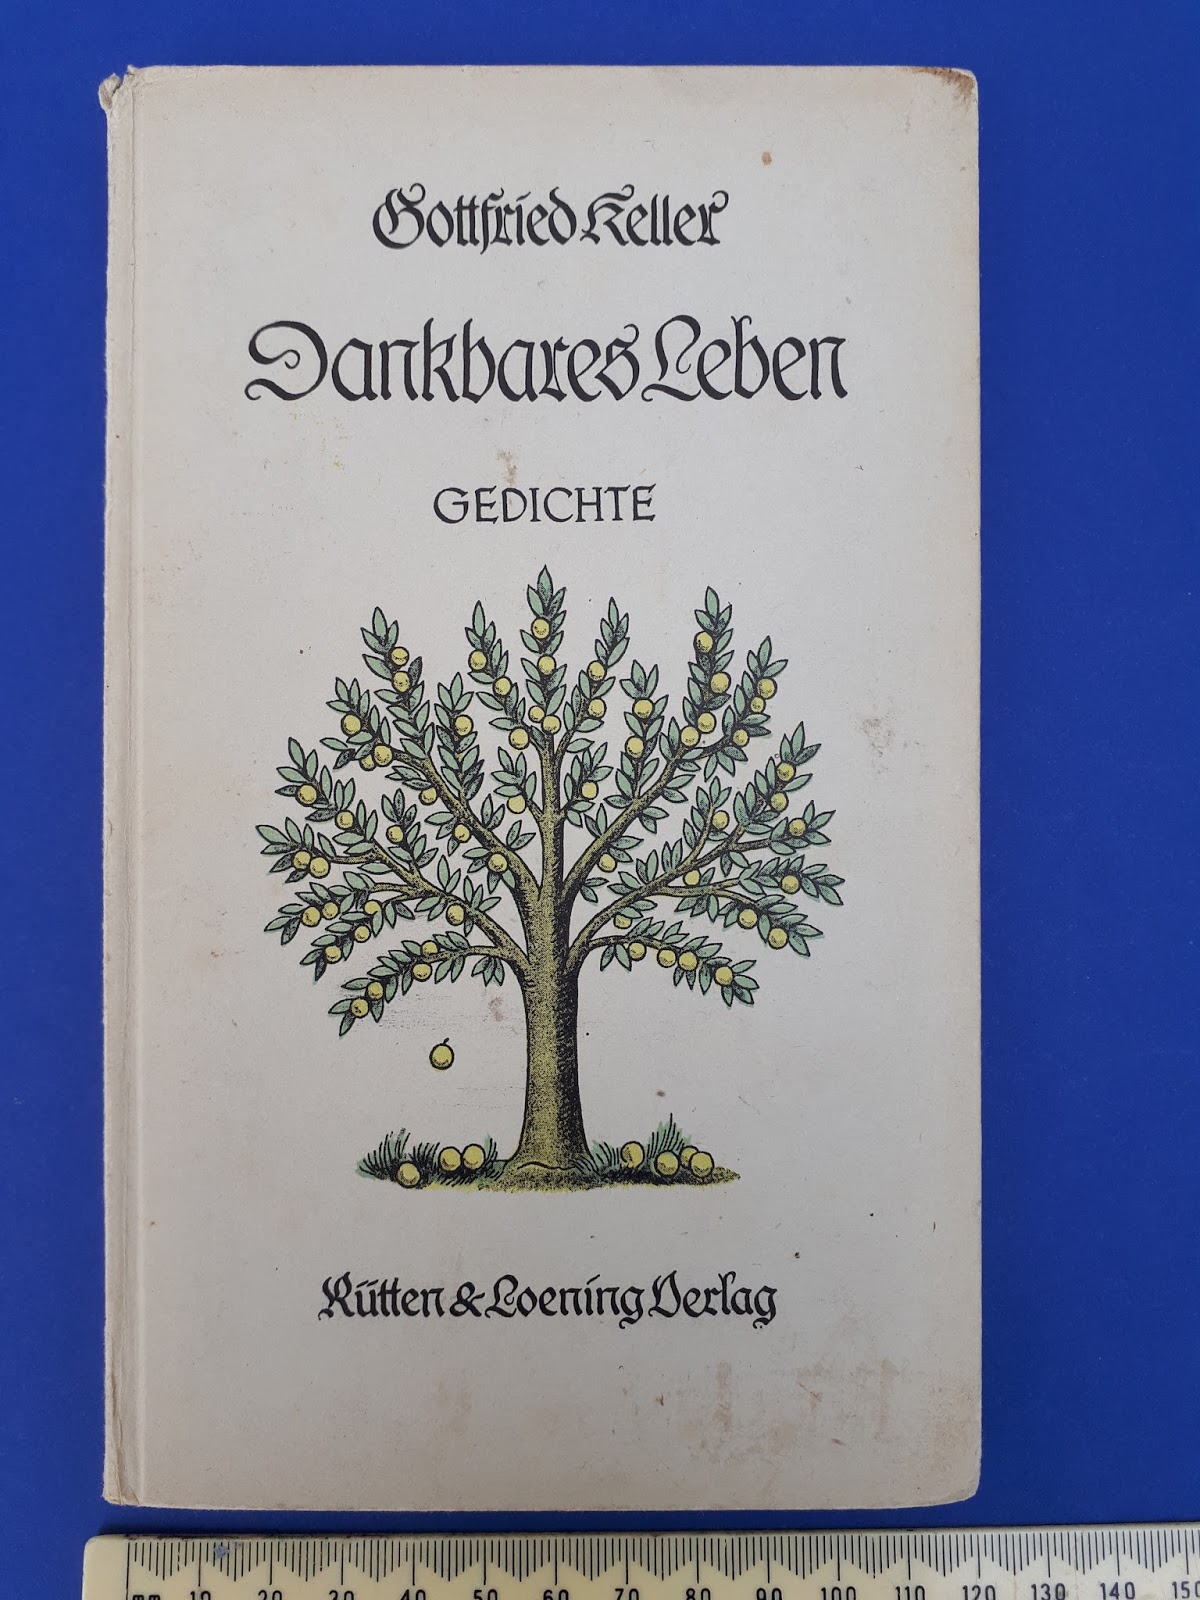 Gottfried Keller
Dankbares Leben
GEDICHTE
Rütten & Loening Verlag
mm 10 20 30 40 50 60 70 80 90 100 110 120 130 140 150